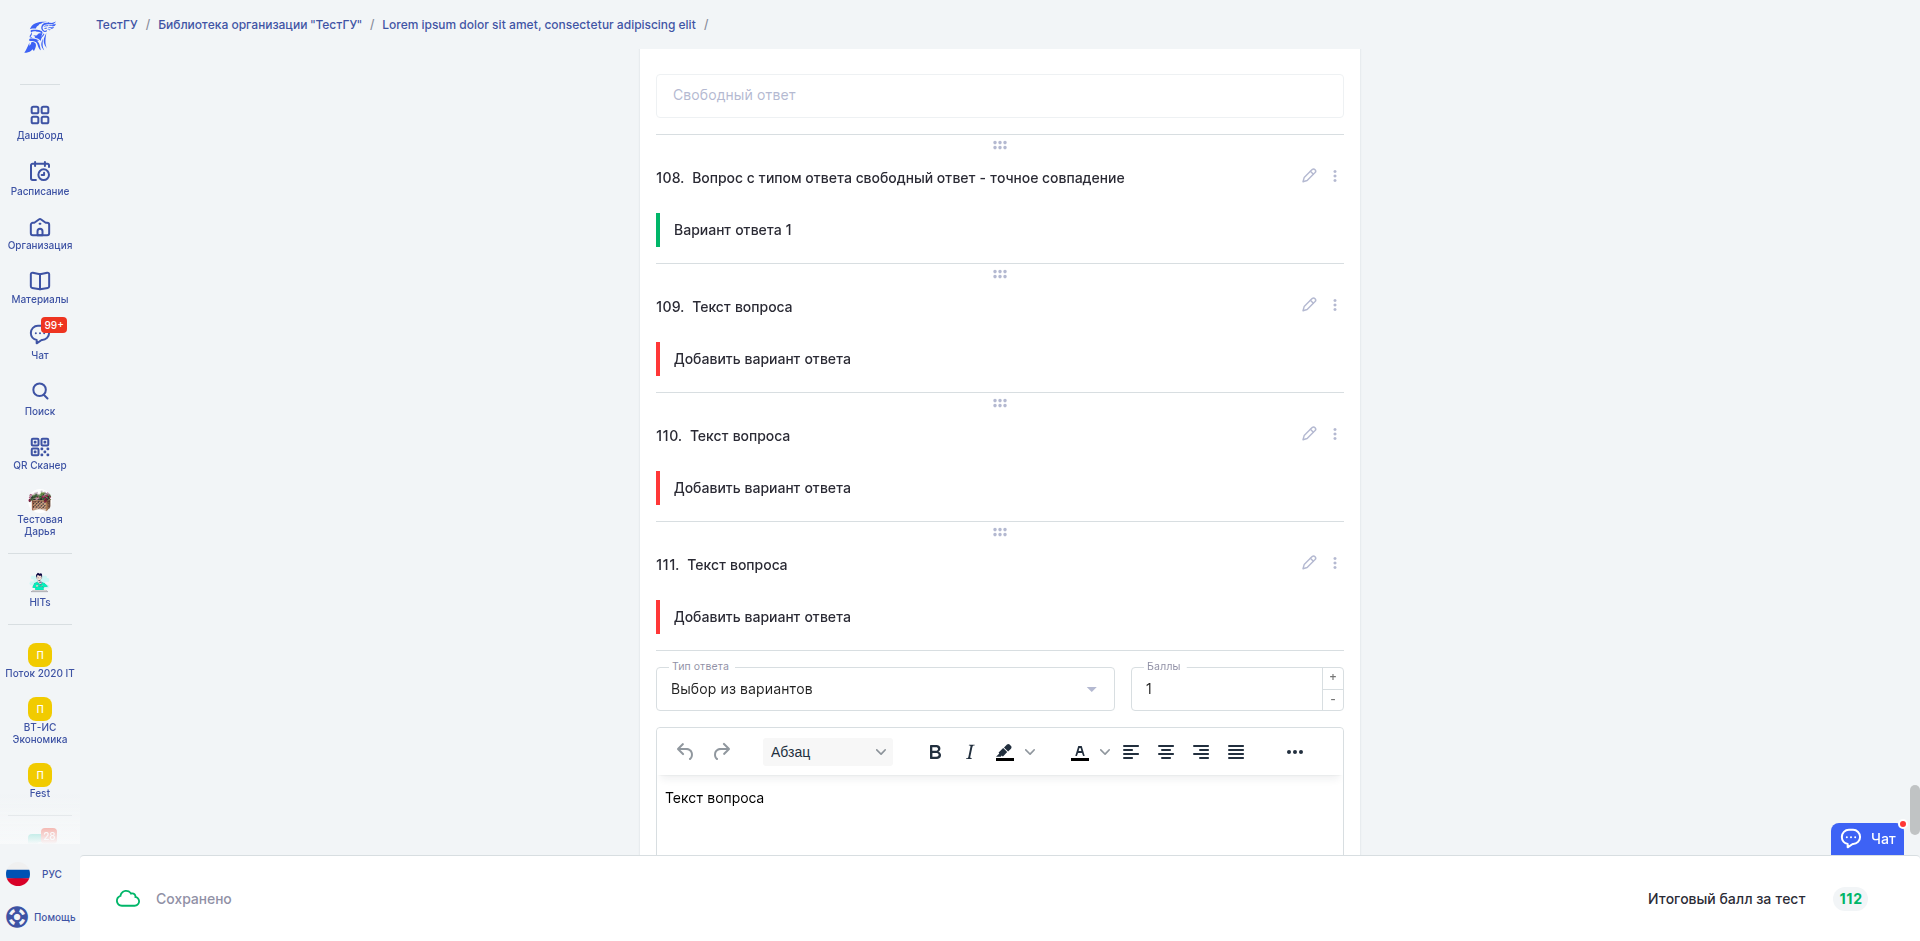 ТестГУ / Библиотека организации "ТестГУ" / Lorem ipsum dolor sit amet, consectetur adipiscing elit /
Дашборд
Расписание
Организация
Материалы
99+
Чат
Поиск
QR Сканер
Тестовая
Дарья
HITs
П
Поток 2020 IT
П
ВТ-ИС
Экономика
П
Fest
28
РУС
Помощь
Свободный ответ
108. Вопрос с типом ответа свободный ответ - точное совпадение
Вариант ответа 1
109. Текст вопроса
Добавить вариант ответа
110. Текст вопроса
Добавить вариант ответа
111. Текст вопроса
Добавить вариант ответа
Тип ответа
Выбор из вариантов
Баллы
1
+
-
Абзац B I A
Текст вопроса
Чат
Сохранено
Итоговый балл за тест 112